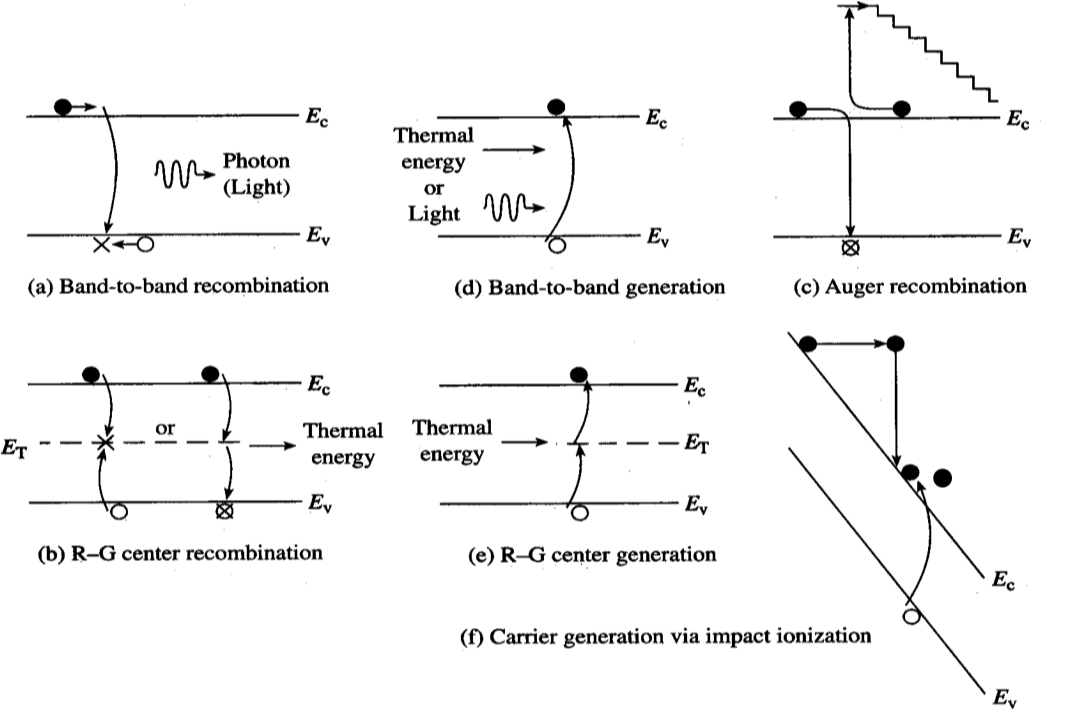 E_c
Photon
(Light)
E_v
(a) Band-to-band recombination
Thermal
energy
or
Light
E_c
E_v
(d) Band-to-band generation
E_c
E_v
(c) Auger recombination
E_c
E_T
or
Thermal
energy
E_v
(b) R–G center recombination
Thermal
energy
E_c
E_T
E_v
(e) R–G center generation
E_c
E_v
(f) Carrier generation via impact ionization